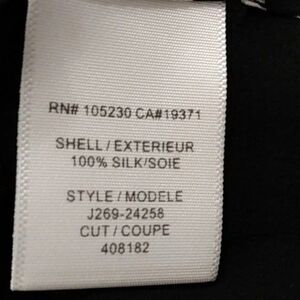 RN# 105230 CA#19371
SHELL / EXTERIEUR
100% SILK/SOIE
STYLE / MODELE
J269-24258
CUT / COUPE
408182